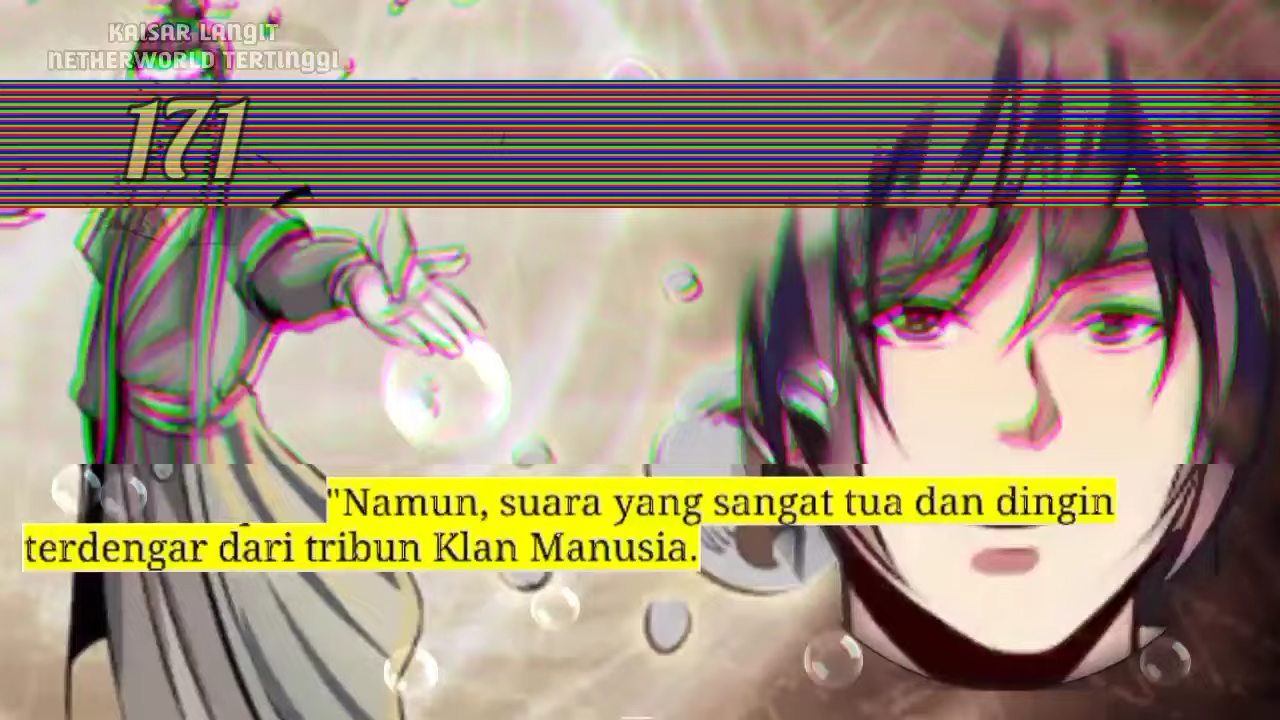 KAISAR LANGIT
NETHERWORLD TERTINGGI
171
"Namun, suara yang sangat tua dan dingin
terdengar dari tribun Klan Manusia.